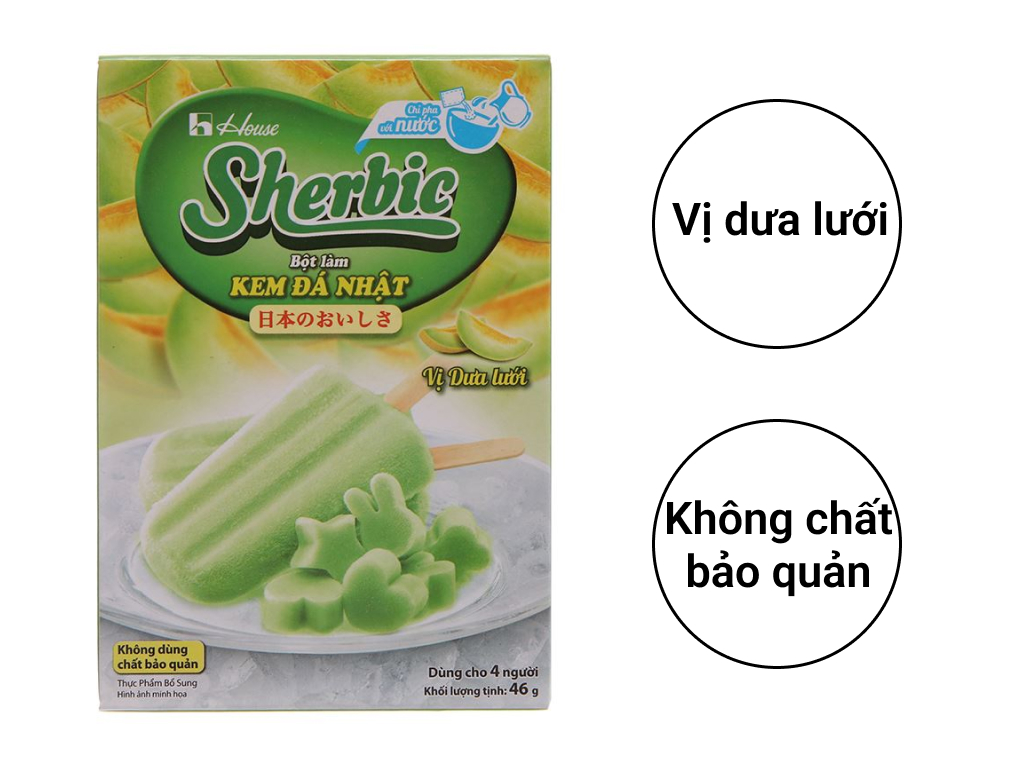 House
Chỉ pha
với nước
Sherbic
Bột làm
KEM ĐÁ NHẬT
日本のおいしさ
Vị Dưa lưới
Không dùng
chất bảo quản
Thực Phẩm Bổ Sung
Hình ảnh minh hoạ
Dùng cho 4 người
Khối lượng tịnh: 46 g
Vị dưa lưới
Không chất
bảo quản